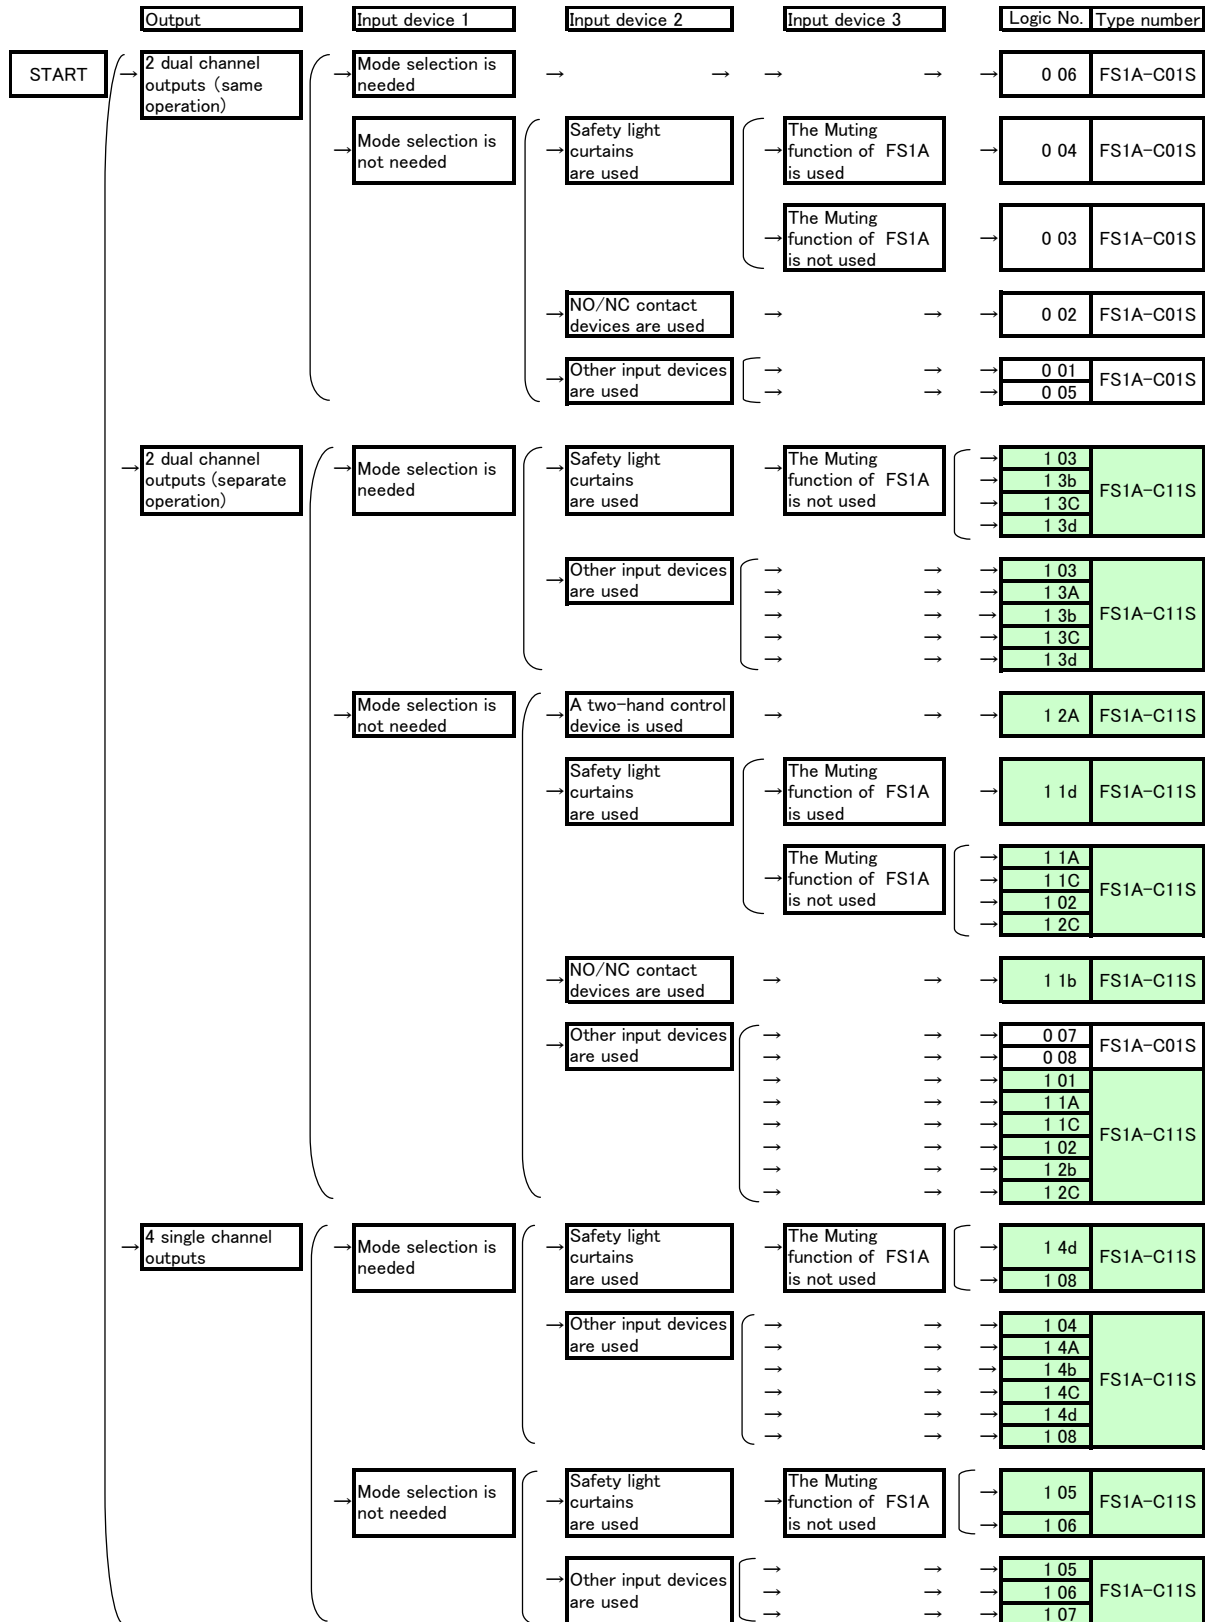 Output Input device 1 Input device 2 Input device 3 Logic No. Type number
START → 2 dual channel outputs (same operation)
→ Mode selection is needed → → → → → 0 06 FS1A-C01S
→ Mode selection is not needed
→ Safety light curtains are used
→ The Muting function of FS1A is used → 0 04 FS1A-C01S
→ The Muting function of FS1A is not used → 0 03 FS1A-C01S
→ NO/NC contact devices are used → → → 0 02 FS1A-C01S
→ Other input devices are used
→ → → 0 01 FS1A-C01S
→ → → 0 05
→ 2 dual channel outputs (separate operation)
→ Mode selection is needed
→ Safety light curtains are used
→ The Muting function of FS1A is not used
→ 1 03 FS1A-C11S
→ 1 3b
→ 1 3C
→ 1 3d
→ Other input devices are used
→ → → 1 03 FS1A-C11S
→ → → 1 3A
→ → → 1 3b
→ → → 1 3C
→ → → 1 3d
→ Mode selection is not needed
→ A two-hand control device is used → → → 1 2A FS1A-C11S
→ Safety light curtains are used
→ The Muting function of FS1A is used → 1 1d FS1A-C11S
→ The Muting function of FS1A is not used
→ 1 1A FS1A-C11S
→ 1 1C
→ 1 02
→ 1 2C
→ NO/NC contact devices are used → → → 1 1b FS1A-C11S
→ Other input devices are used
→ → → 0 07 FS1A-C01S
→ → → 0 08
→ → → 1 01 FS1A-C11S
→ → → 1 1A
→ → → 1 1C
→ → → 1 02
→ → → 1 2b
→ → → 1 2C
→ 4 single channel outputs
→ Mode selection is needed
→ Safety light curtains are used
→ The Muting function of FS1A is not used
→ 1 4d FS1A-C11S
→ 1 08
→ Other input devices are used
→ → → 1 04 FS1A-C11S
→ → → 1 4A
→ → → 1 4b
→ → → 1 4C
→ → → 1 4d
→ → → 1 08
→ Mode selection is not needed
→ Safety light curtains are used
→ The Muting function of FS1A is not used
→ 1 05 FS1A-C11S
→ 1 06
→ Other input devices are used
→ → → 1 05 FS1A-C11S
→ → → 1 06
→ → → 1 07